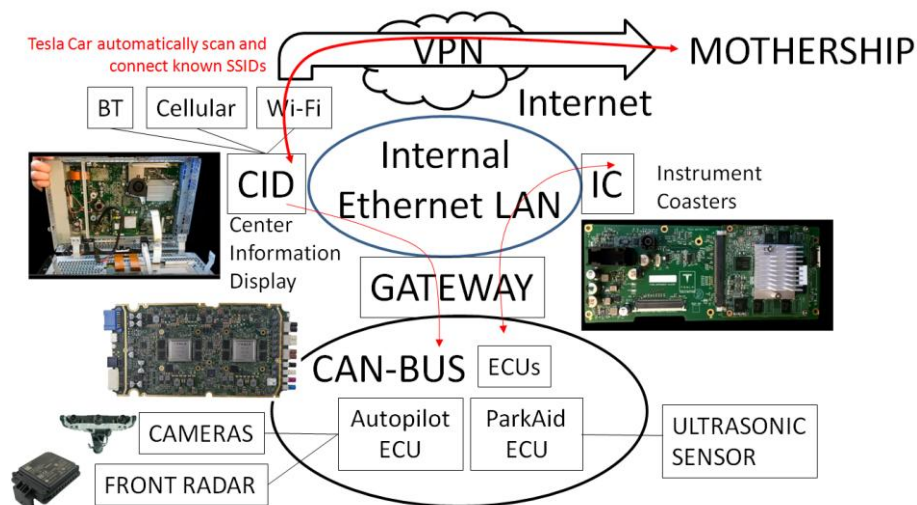 Tesla Car automatically scan and
connect known SSIDs
VPN
MOTHERSHIP
Internet
BT
Cellular
Wi-Fi
CID
Center
Information
Display
Internal
Ethernet LAN
IC
Instrument
Coasters
GATEWAY
CAN-BUS
ECUs
Autopilot
ECU
ParkAid
ECU
CAMERAS
FRONT RADAR
ULTRASONIC
SENSOR